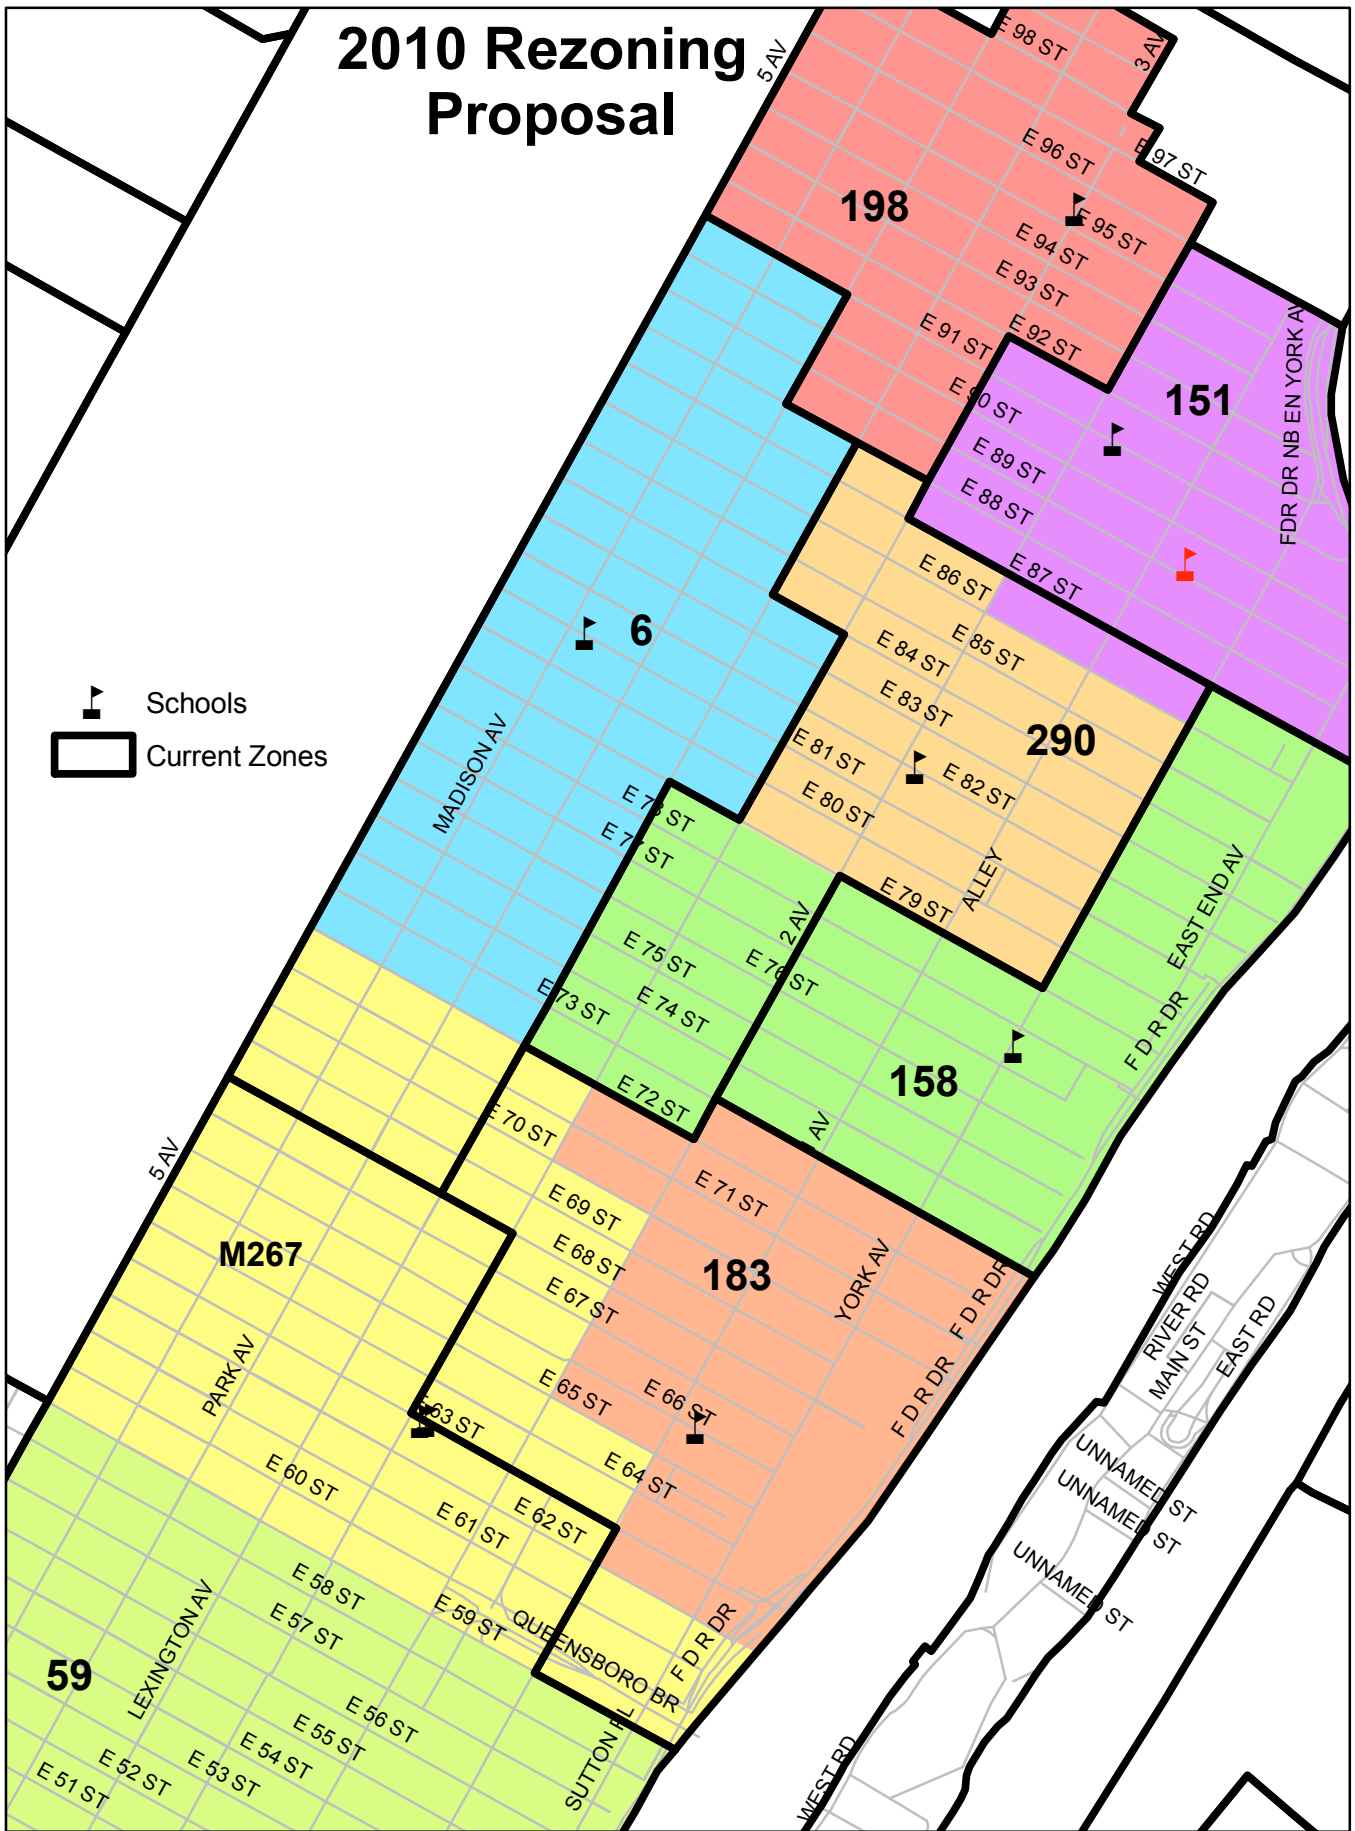 2010 Rezoning
Proposal
5 AV
E 98 ST
3 AV
E 96 ST
E 97 ST
198
E 95 ST
E 94 ST
E 93 ST
E 92 ST
E 91 ST
FDR DR NB EN YORK AV
151
E 90 ST
E 89 ST
E 88 ST
E 87 ST
E 86 ST
6
E 85 ST
E 84 ST
E 83 ST
Schools
290
Current Zones
MADISON AV
E 81 ST
E 82 ST
E 80 ST
E 78 ST
E 77 ST
ALLEY
E 79 ST
EAST END AV
2 AV
E 75 ST
E 76 ST
E 73 ST
E 74 ST
F D R DR
158
E 72 ST
E 70 ST
AV
5 AV
E 71 ST
E 69 ST
M267
E 68 ST
183
YORK AV
F D R DR
WEST RD
E 67 ST
RIVER RD
MAIN ST
EAST RD
PARK AV
E 65 ST
E 66 ST
F D R DR
E 63 ST
E 64 ST
E 60 ST
UNNAMED ST
UNNAMED ST
E 61 ST
E 62 ST
UNNAMED ST
E 58 ST
E 57 ST
E 59 ST
QUEENSBORO BR
F D R DR
LEXINGTON AV
59
E 56 ST
E 55 ST
E 54 ST
E 53 ST
E 52 ST
E 51 ST
SUTTON PL
WEST RD